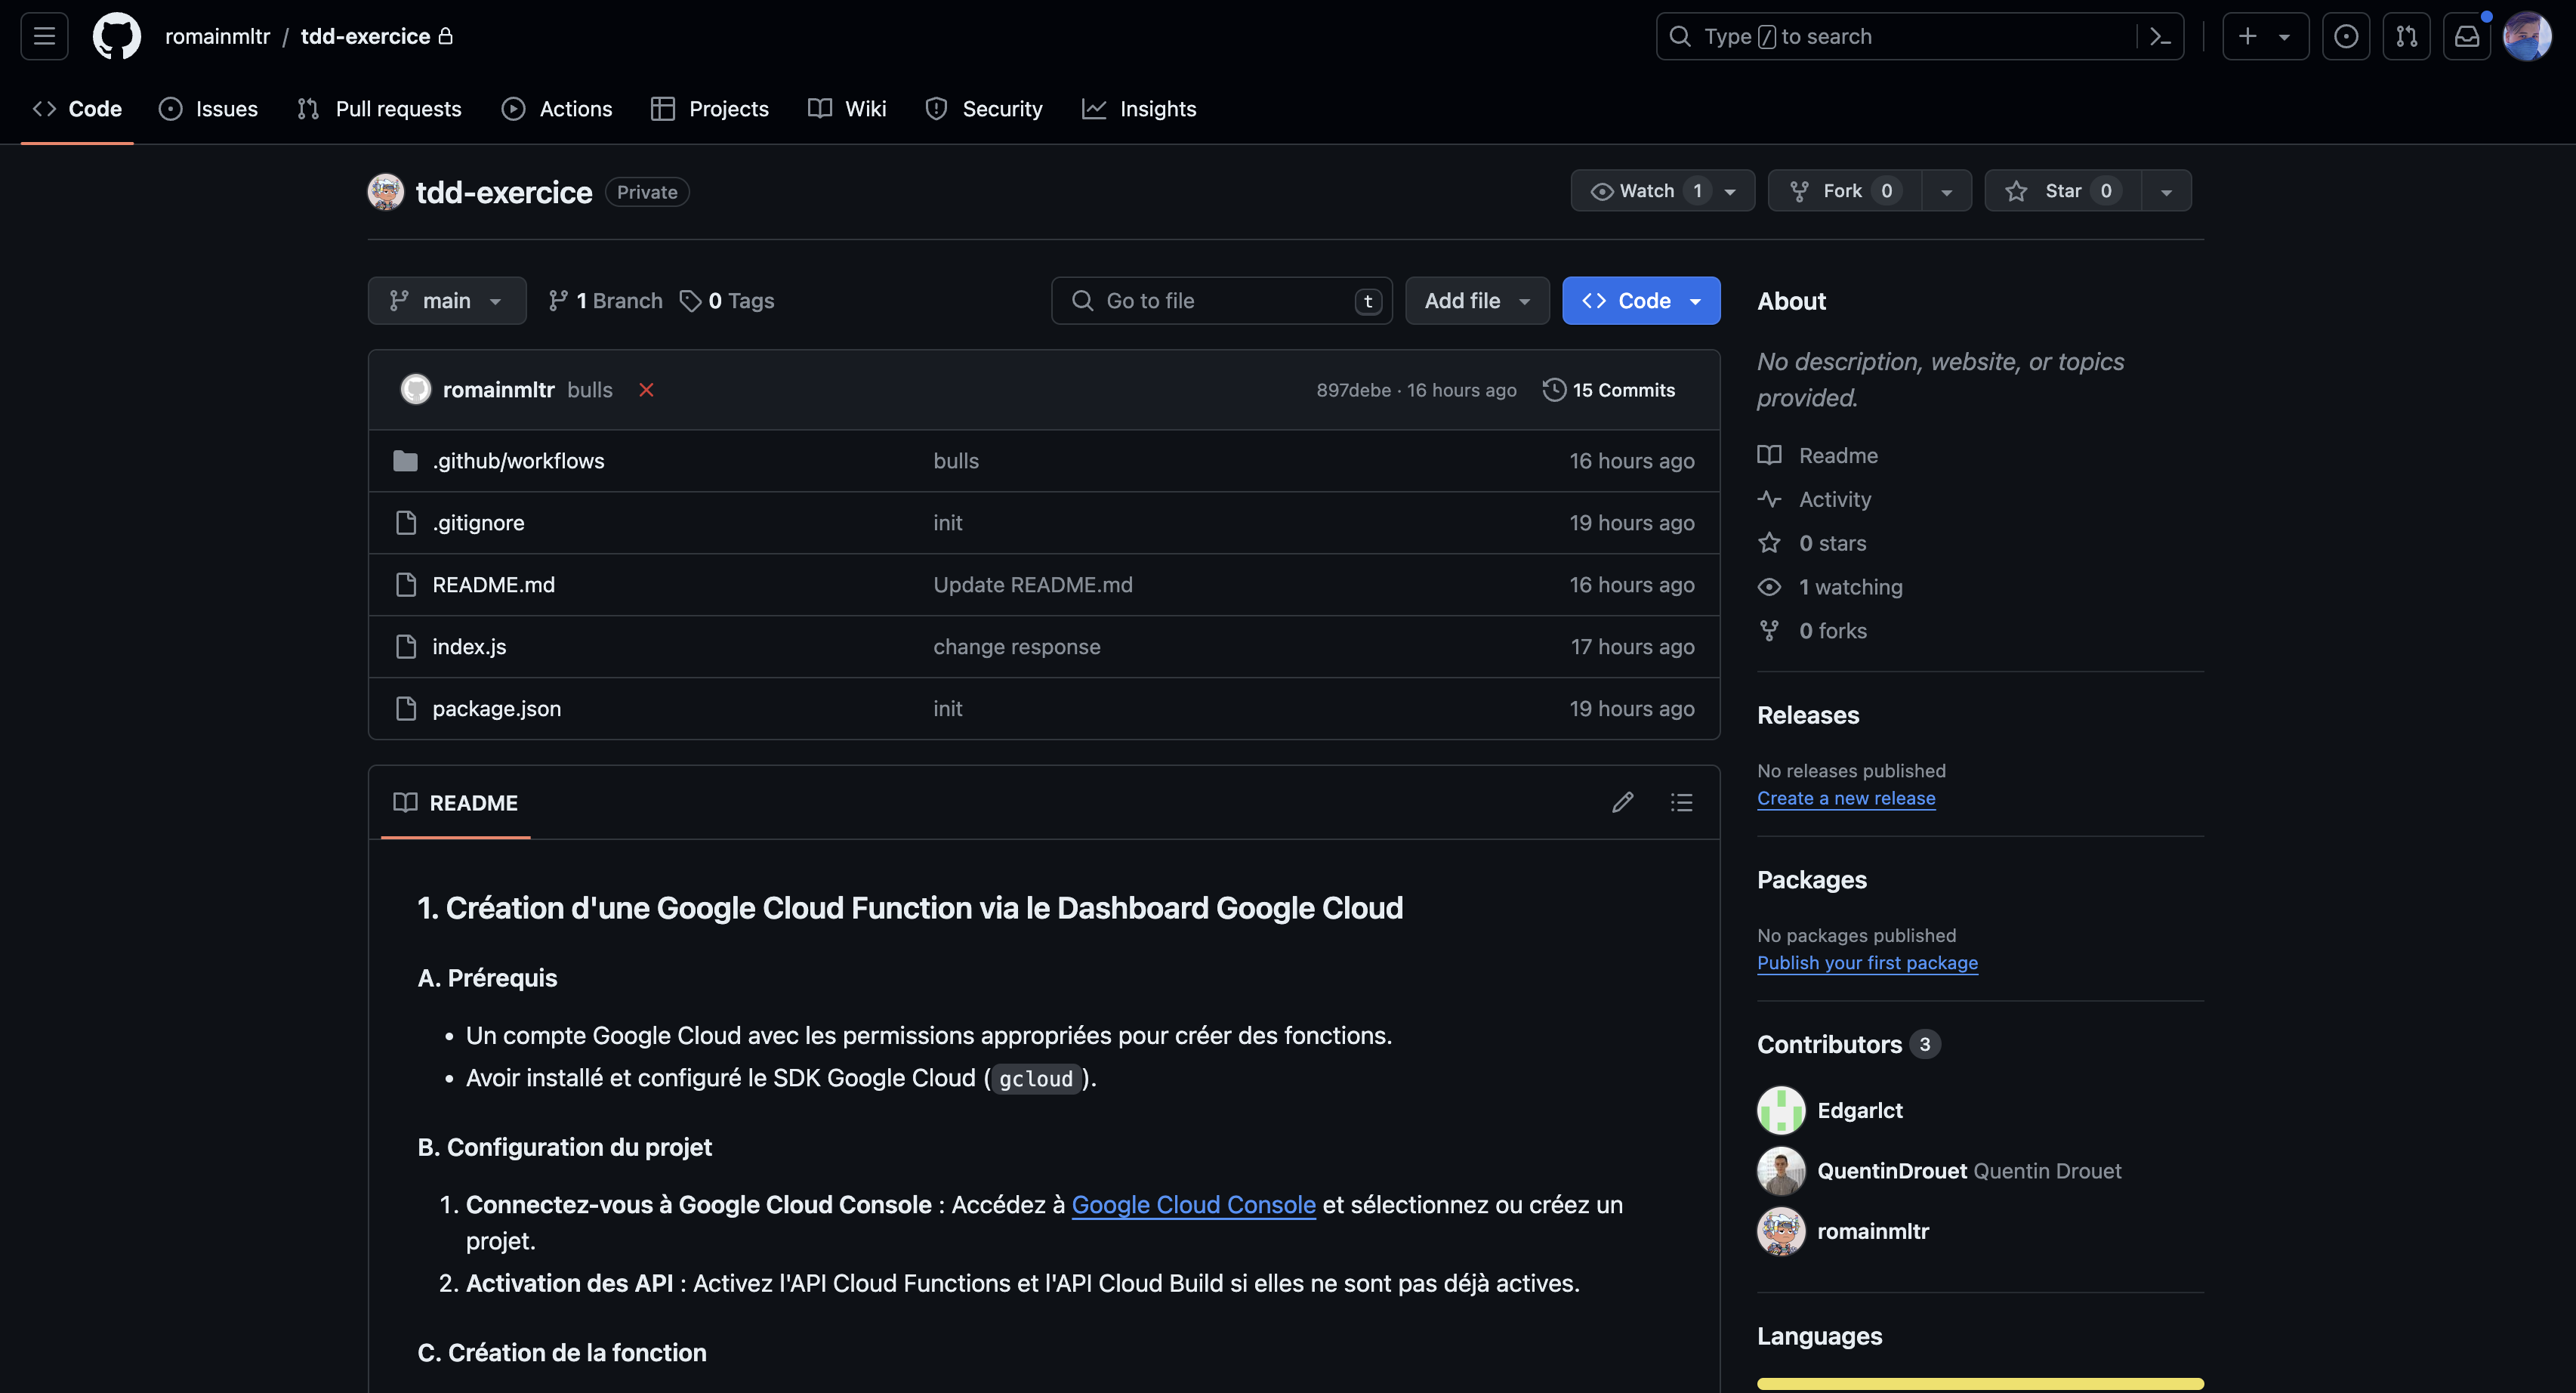 romainmltr / tdd-exercice
Type / to search
Code
Issues
Pull requests
Actions
Projects
Wiki
Security
Insights
tdd-exercice Private
Watch 1
Fork 0
Star 0
main
1 Branch
0 Tags
Go to file t
Add file
Code
romainmltr bulls
897debe · 16 hours ago
15 Commits
.github/workflows bulls 16 hours ago
.gitignore init 19 hours ago
README.md Update README.md 16 hours ago
index.js change response 17 hours ago
package.json init 19 hours ago
README
1. Création d'une Google Cloud Function via le Dashboard Google Cloud
A. Prérequis
• Un compte Google Cloud avec les permissions appropriées pour créer des fonctions.
• Avoir installé et configuré le SDK Google Cloud (gcloud).
B. Configuration du projet
1. Connectez-vous à Google Cloud Console : Accédez à Google Cloud Console et sélectionnez ou créez un
projet.
2. Activation des API : Activez l'API Cloud Functions et l'API Cloud Build si elles ne sont pas déjà actives.
C. Création de la fonction
About
No description, website, or topics
provided.
Readme
Activity
0 stars
1 watching
0 forks
Releases
No releases published
Create a new release
Packages
No packages published
Publish your first package
Contributors 3
Edgarlct
QuentinDrouet Quentin Drouet
romainmltr
Languages